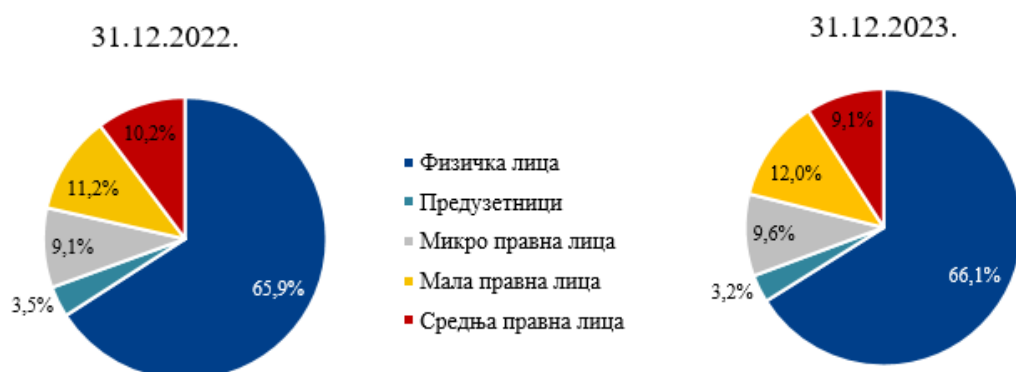 31.12.2022.
10,2%
11,2%
9,1%
3,5%
65,9%
Физичка лица
Предузетници
Микро правна лица
Мала правна лица
Средња правна лица
31.12.2023.
9,1%
12,0%
9,6%
3,2%
66,1%